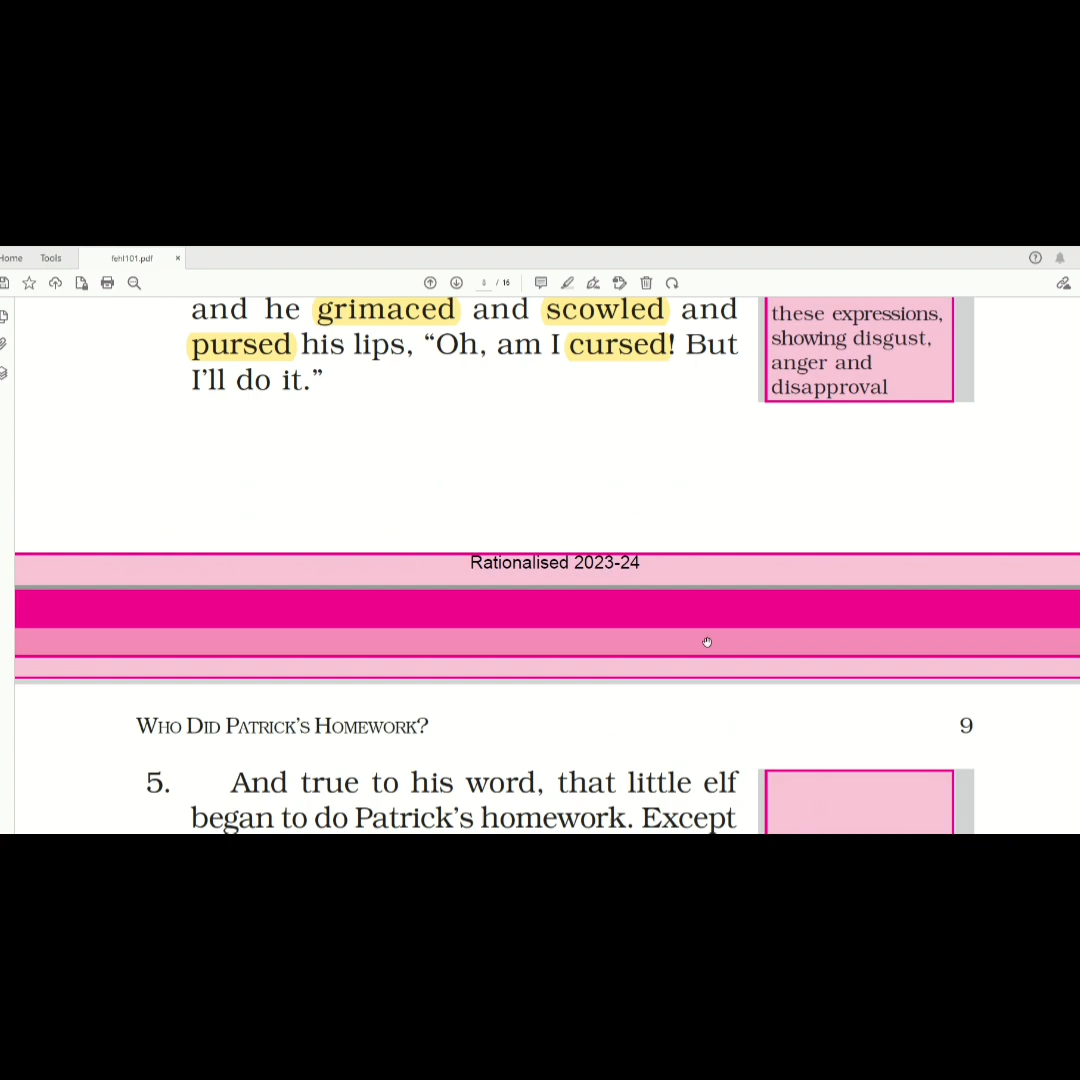 Home Tools fehl101.pdf ×
/ 16
and he grimaced and scowled and
pursed his lips, “Oh, am I cursed! But
I’ll do it.”
these expressions,
showing disgust,
anger and
disapproval
Rationalised 2023-24
WHO DID PATRICK’S HOMEWORK? 9
5. And true to his word, that little elf
began to do Patrick’s homework. Except